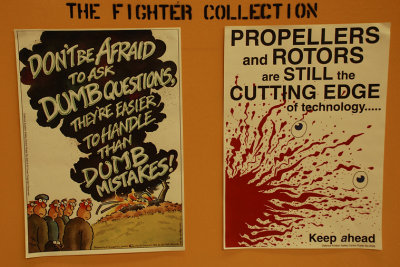 THE FIGHTER COLLECTION
DON'T BE AFRAID
TO ASK
DUMB QUESTIONS,
THEY'RE EASIER
TO HANDLE
THAN
DUMB
MISTAKES!
PROPELLERS
and ROTORS
are STILL the
CUTTING EDGE
of technology.....
Keep ahead